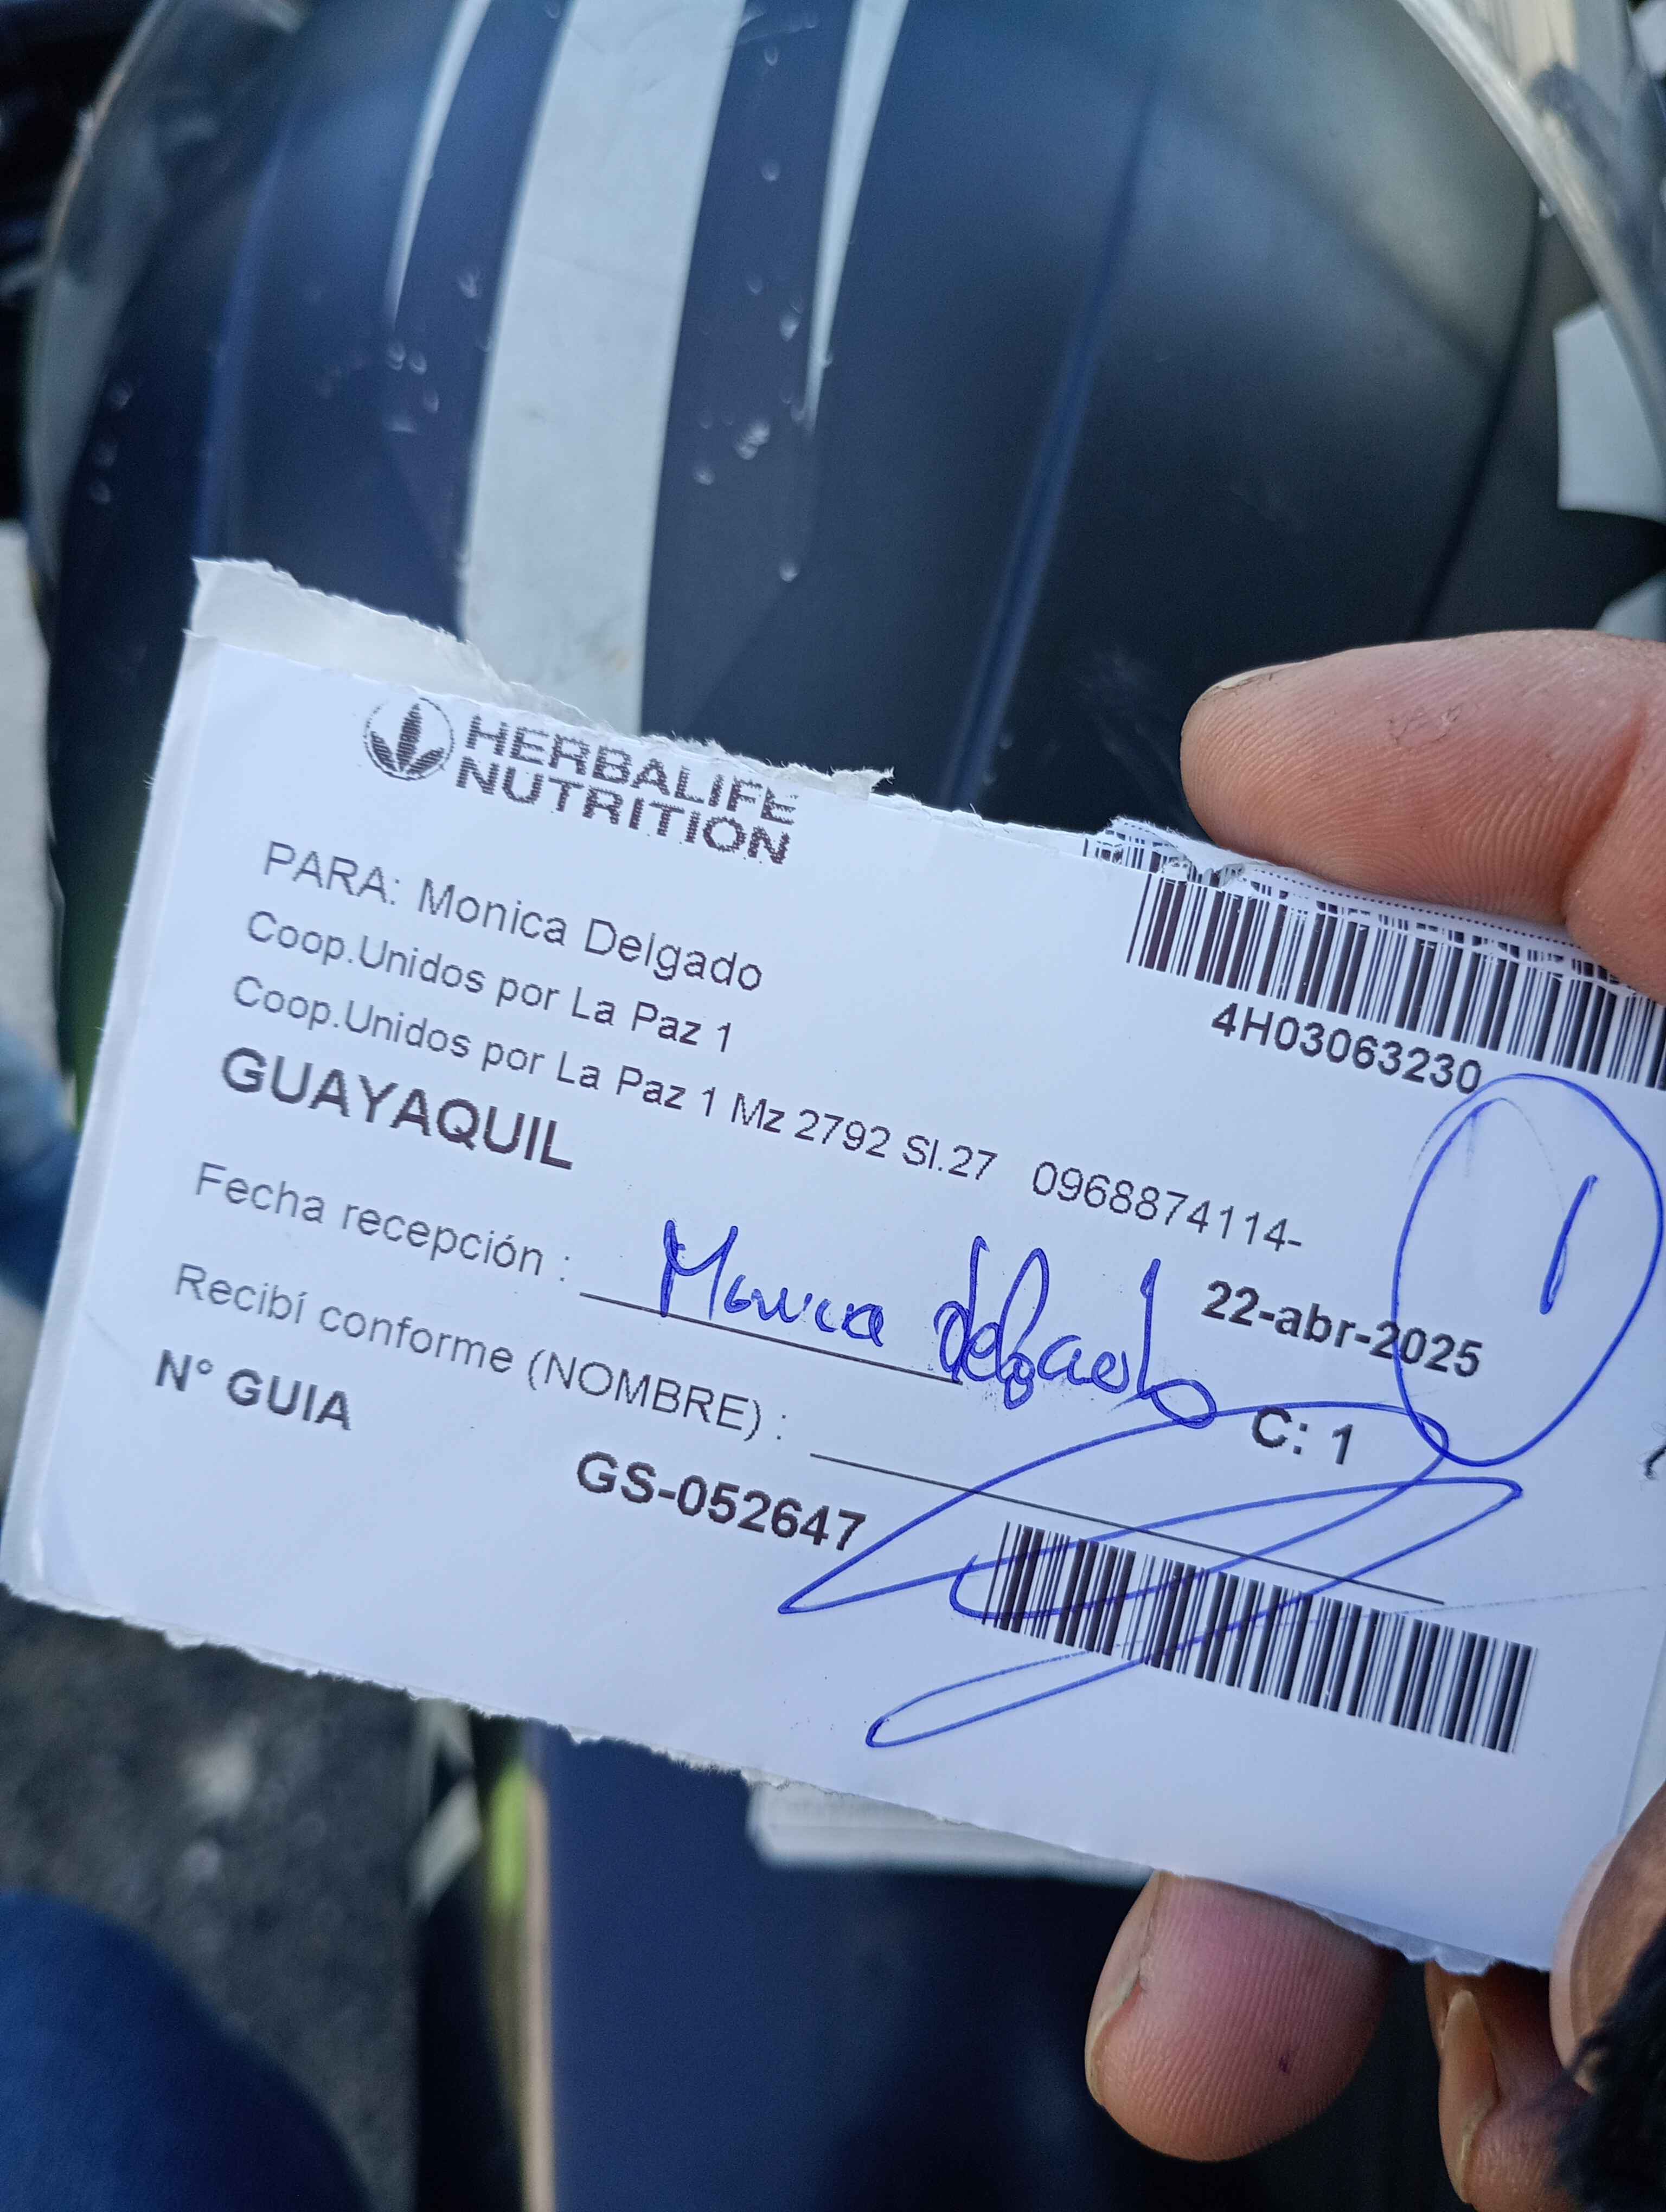 HERBALIFE
NUTRITION
4H03063230
PARA: Monica Delgado
Coop.Unidos por La Paz 1
Coop.Unidos por La Paz 1 Mz 2792 Sl.27 0968874114-
GUAYAQUIL
1
Fecha recepción : Monica delgado 22-abr-2025
Recibí conforme (NOMBRE) : C: 1
N° GUIA GS-052647